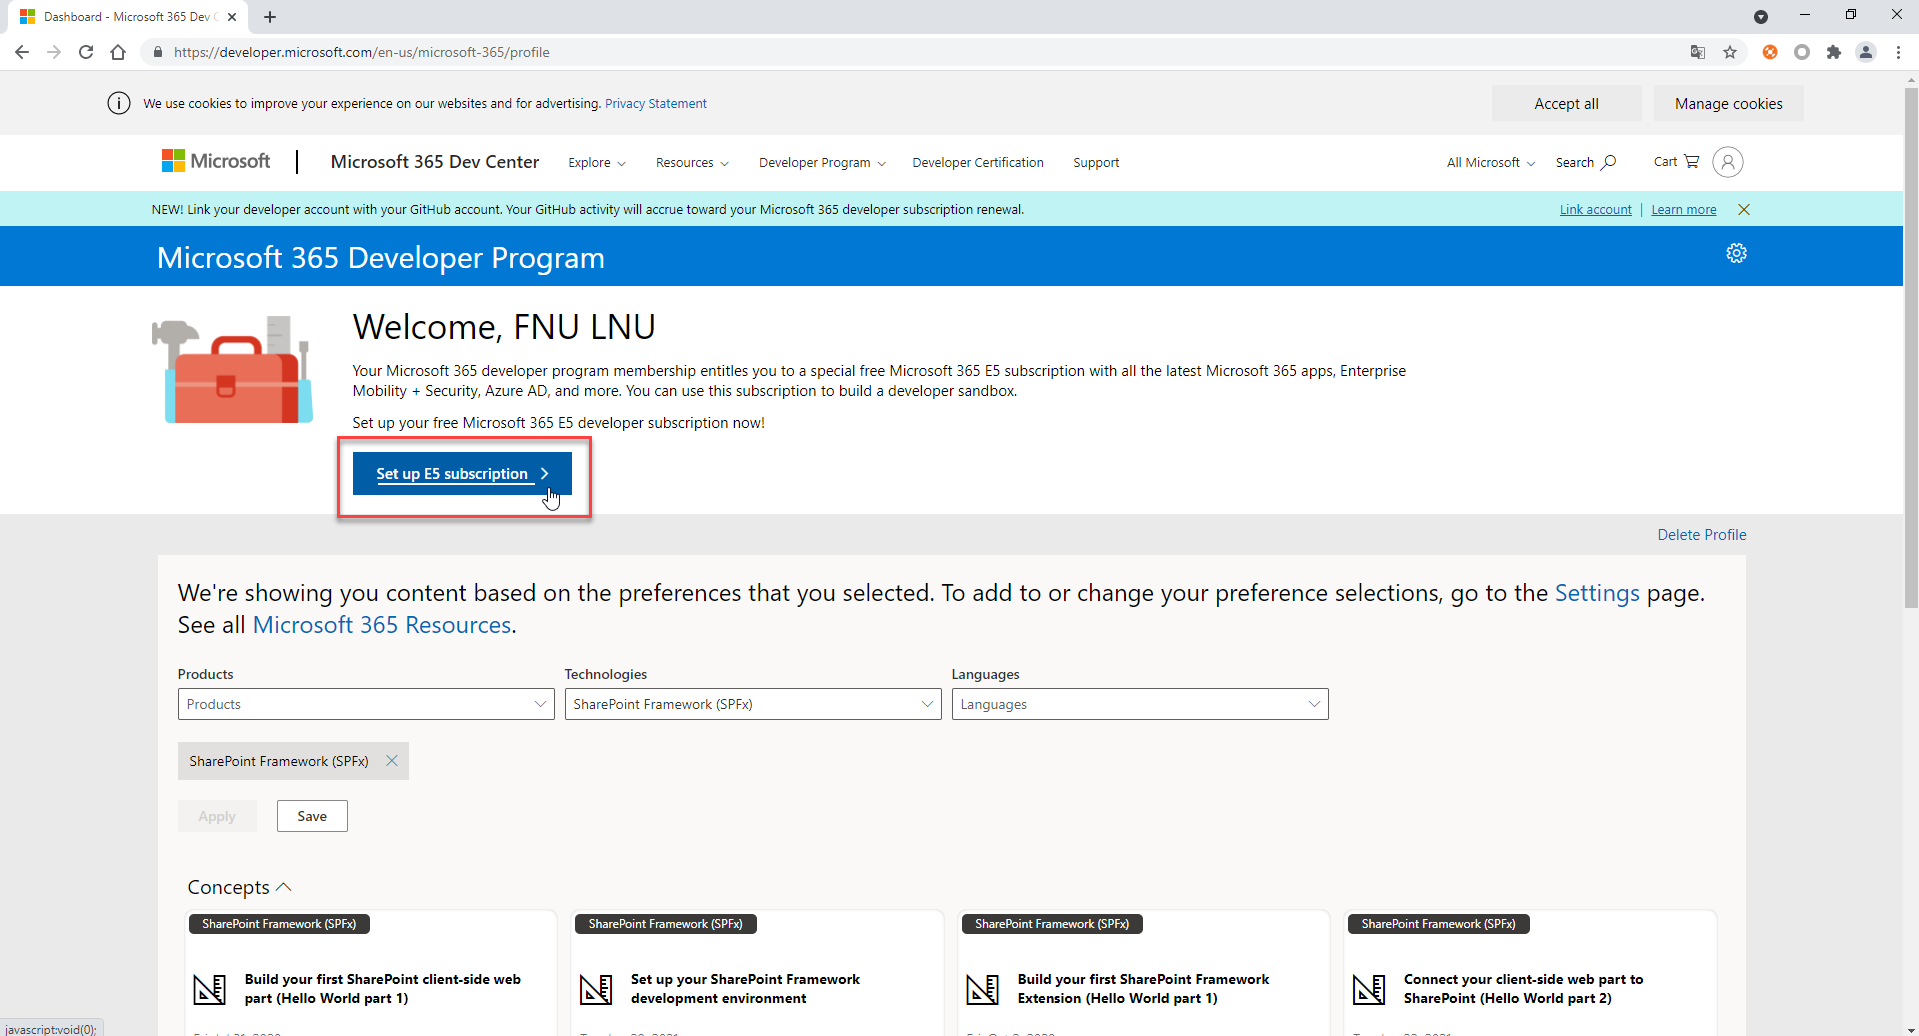 Dashboard - Microsoft 365 Dev C
https://developer.microsoft.com/en-us/microsoft-365/profile
We use cookies to improve your experience on our websites and for advertising. Privacy Statement
Accept all
Manage cookies
Microsoft
Microsoft 365 Dev Center
Explore
Resources
Developer Program
Developer Certification
Support
All Microsoft
Search
Cart
NEW! Link your developer account with your GitHub account. Your GitHub activity will accrue toward your Microsoft 365 developer subscription renewal.
Link account | Learn more
Microsoft 365 Developer Program
Welcome, FNU LNU
Your Microsoft 365 developer program membership entitles you to a special free Microsoft 365 E5 subscription with all the latest Microsoft 365 apps, Enterprise
Mobility + Security, Azure AD, and more. You can use this subscription to build a developer sandbox.
Set up your free Microsoft 365 E5 developer subscription now!
Set up E5 subscription
Delete Profile
We're showing you content based on the preferences that you selected. To add to or change your preference selections, go to the Settings page.
See all Microsoft 365 Resources.
Products
Technologies
Languages
Products
SharePoint Framework (SPFx)
Languages
SharePoint Framework (SPFx)
Apply
Save
Concepts
SharePoint Framework (SPFx)
Build your first SharePoint client-side web
part (Hello World part 1)
SharePoint Framework (SPFx)
Set up your SharePoint Framework
development environment
SharePoint Framework (SPFx)
Build your first SharePoint Framework
Extension (Hello World part 1)
SharePoint Framework (SPFx)
Connect your client-side web part to
SharePoint (Hello World part 2)
javascript:void(0);